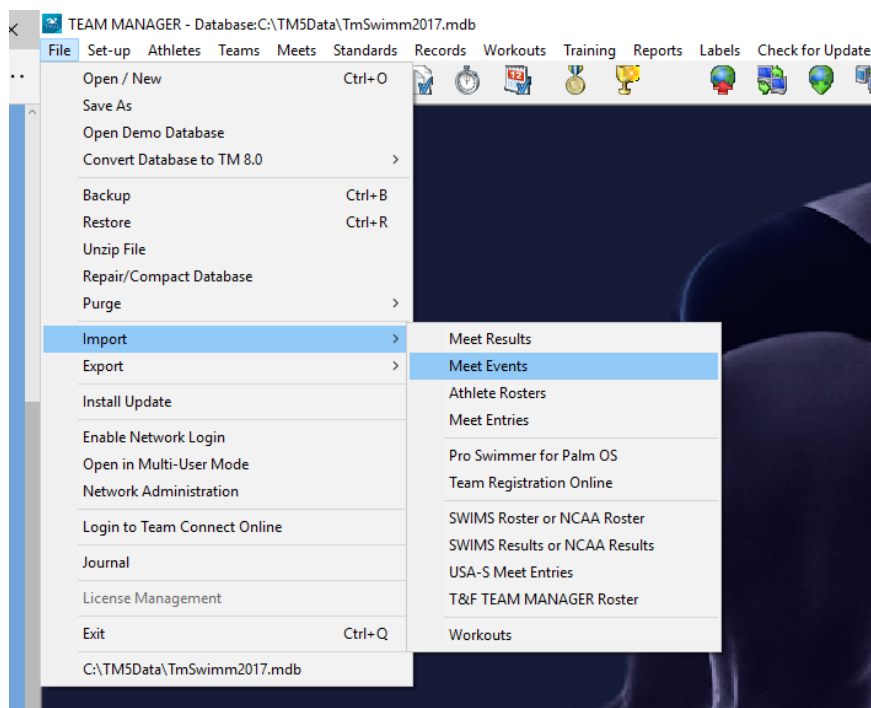 TEAM MANAGER - Database:C:\TM5Data\TmSwimm2017.mdb
File Set-up Athletes Teams Meets Standards Records Workouts Training Reports Labels Check for Update
Open / New Ctrl+O
Save As
Open Demo Database
Convert Database to TM 8.0 >
Backup Ctrl+B
Restore Ctrl+R
Unzip File
Repair/Compact Database
Purge >
Import >
Export >
Install Update
Enable Network Login
Open in Multi-User Mode
Network Administration
Login to Team Connect Online
Journal
License Management
Exit Ctrl+Q
C:\TM5Data\TmSwimm2017.mdb
Meet Results
Meet Events
Athlete Rosters
Meet Entries
Pro Swimmer for Palm OS
Team Registration Online
SWIMS Roster or NCAA Roster
SWIMS Results or NCAA Results
USA-S Meet Entries
T&F TEAM MANAGER Roster
Workouts
12